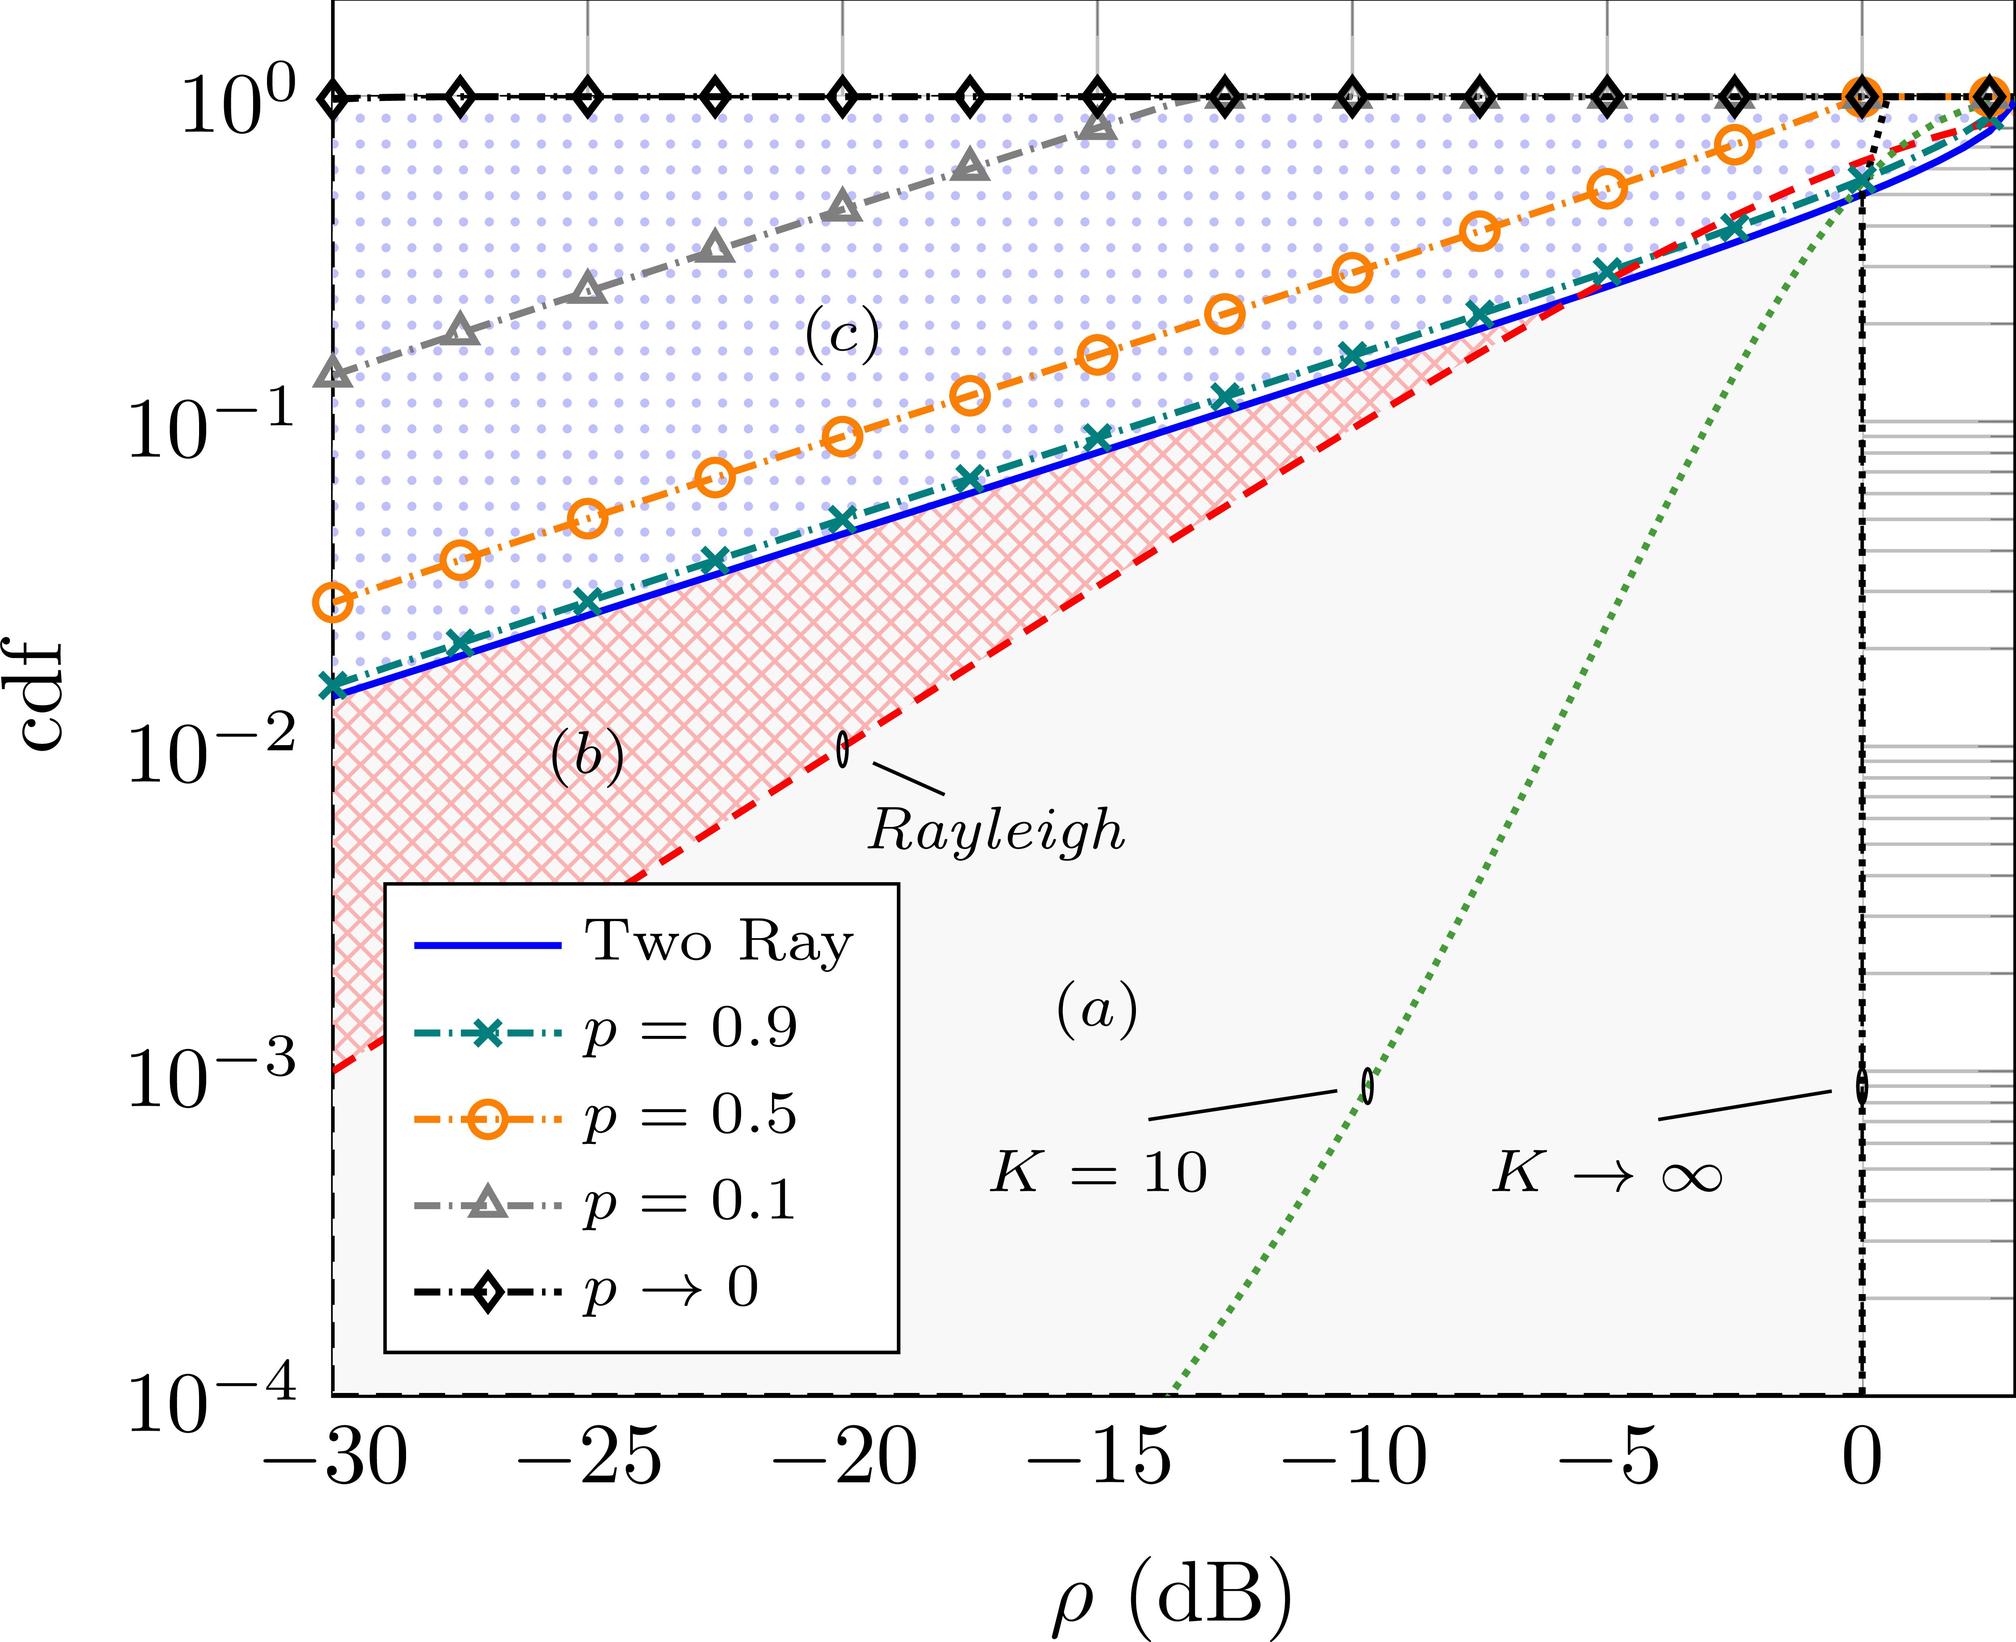 cdf
10^0
10^{-1}
10^{-2}
10^{-3}
10^{-4}
(c)
(b)
Rayleigh
(a)
K = 10
K → ∞
Two Ray
p = 0.9
p = 0.5
p = 0.1
p → 0
−30 −25 −20 −15 −10 −5 0
ρ (dB)